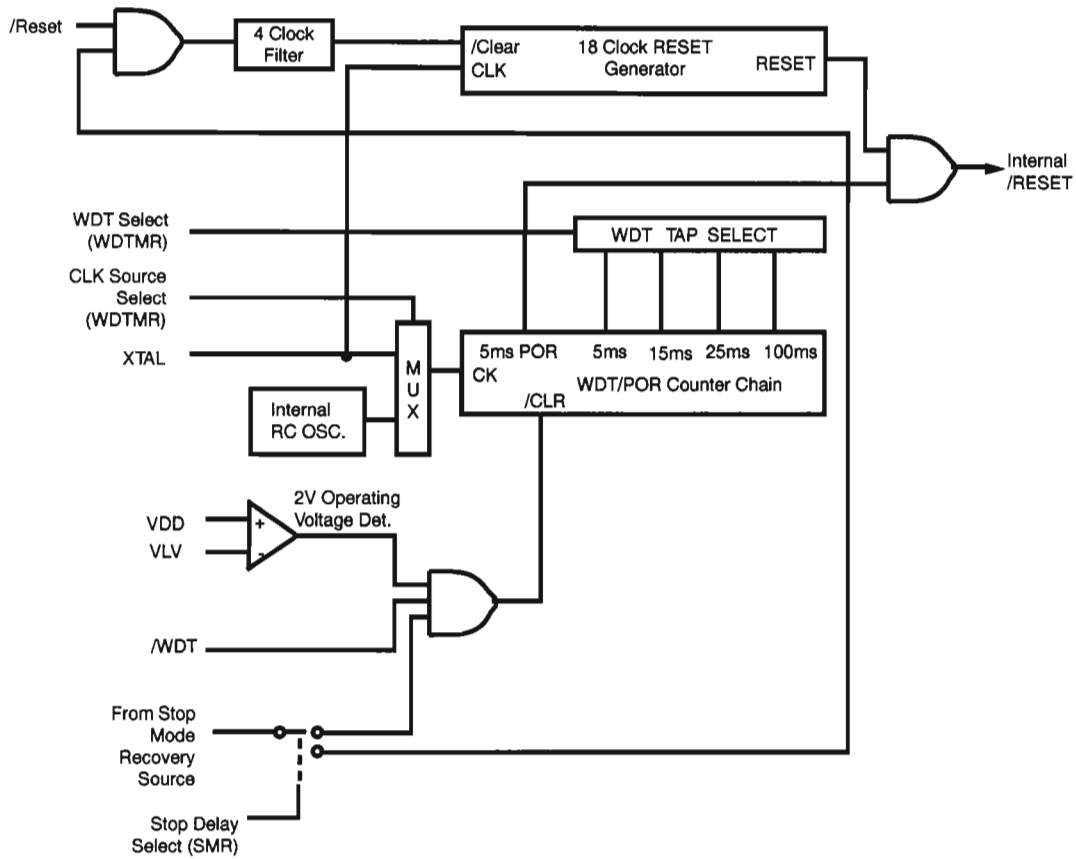 /Reset
4 Clock
Filter
/Clear
CLK
18 Clock RESET
Generator
RESET
Internal
/RESET
WDT Select
(WDTMR)
WDT TAP SELECT
CLK Source
Select
(WDTMR)
XTAL
MUX
5ms POR
5ms
15ms
25ms
100ms
CK
WDT/POR Counter Chain
/CLR
Internal
RC OSC.
2V Operating
Voltage Det.
VDD
+
VLV
-
/WDT
From Stop
Mode
Recovery
Source
Stop Delay
Select (SMR)